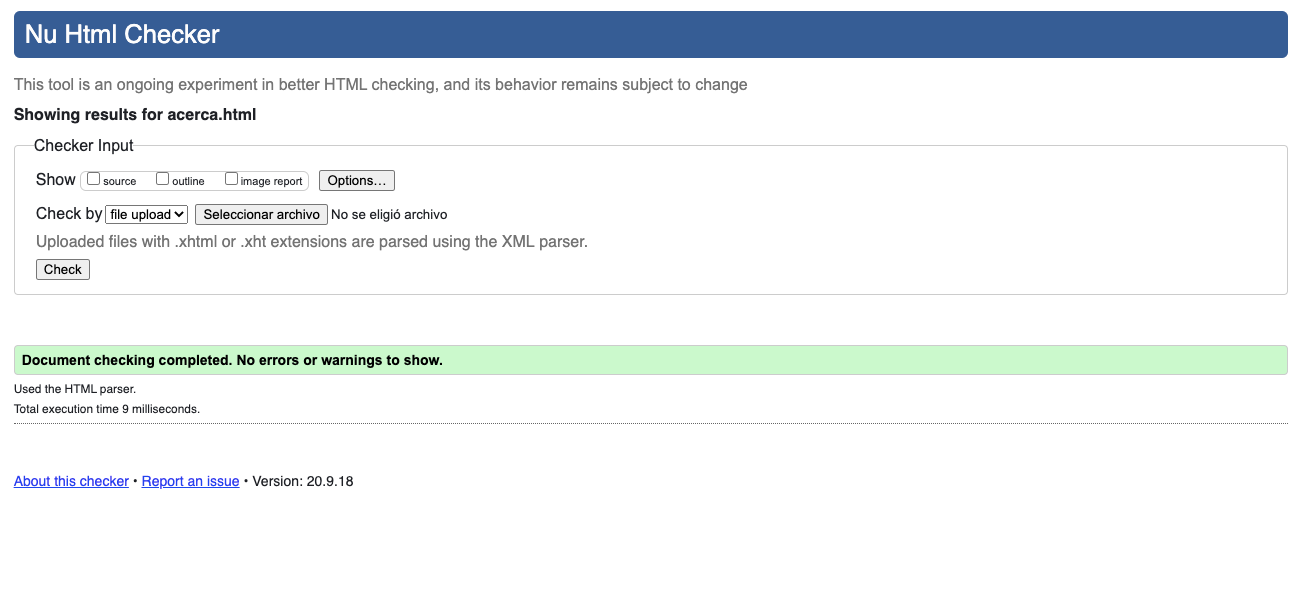 Nu Html Checker
This tool is an ongoing experiment in better HTML checking, and its behavior remains subject to change
Showing results for acerca.html
Checker Input
Show source outline image report Options…
Check by file upload Seleccionar archivo No se eligió archivo
Uploaded files with .xhtml or .xht extensions are parsed using the XML parser.
Check
Document checking completed. No errors or warnings to show.
Used the HTML parser.
Total execution time 9 milliseconds.
About this checker • Report an issue • Version: 20.9.18